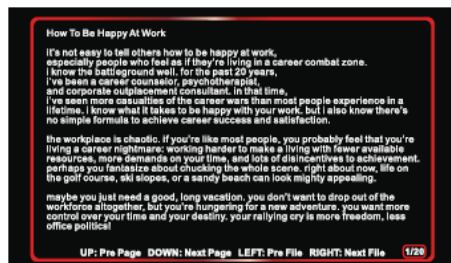 How To Be Happy At Work
it's not easy to tell others how to be happy at work,
especially people who feel as if they're living in a career combat zone.
i know the battleground well. for the past 20 years,
i've been a career counselor, psychotherapist,
and corporate outplacement consultant. in that time,
i've seen more casualties of the career wars than most people experience in a
lifetime. i know what it takes to be happy with your work. but i also know there's
no simple formula to achieve career success and satisfaction.
the workplace is chaotic. if you're like most people, you probably feel that you're
living a career nightmare: working harder to make a living with fewer available
resources, more demands on your time, and lots of disincentives to achievement.
perhaps you fantasize about chucking the whole scene. right about now, life on
the golf course, ski slopes, or a sandy beach can look mighty appealing.
maybe you just need a good, long vacation. you don't want to drop out of the
workforce altogether, but you're hungering for a new adventure. you want more
control over your time and your destiny. your rallying cry is more freedom, less
office politics!
UP: Pre Page DOWN: Next Page LEFT: Pre File RIGHT: Next File 1/20